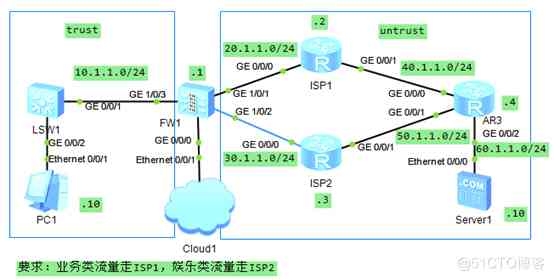 trust
untrust
.2
20.1.1.0/24
GE 0/0/0
GE 0/0/1
40.1.1.0/24
ISP1
10.1.1.0/24
.1
GE 1/0/3
GE 1/0/1
GE 0/0/1
GE 0/0/0
.4
LSW1
FW1
GE 1/0/2
GE 0/0/1
AR3
50.1.1.0/24
GE 0/0/2
GE 0/0/2
GE 0/0/0
60.1.1.0/24
Ethernet 0/0/1
GE 0/0/0
30.1.1.0/24
GE 0/0/1
Ethernet 0/0/1
Ethernet 0/0/0
ISP2
.10
.3
.COM
PC1
Server1
.10
Cloud1
要求：业务类流量走ISP1，娱乐类流量走ISP2
@51CTO博客